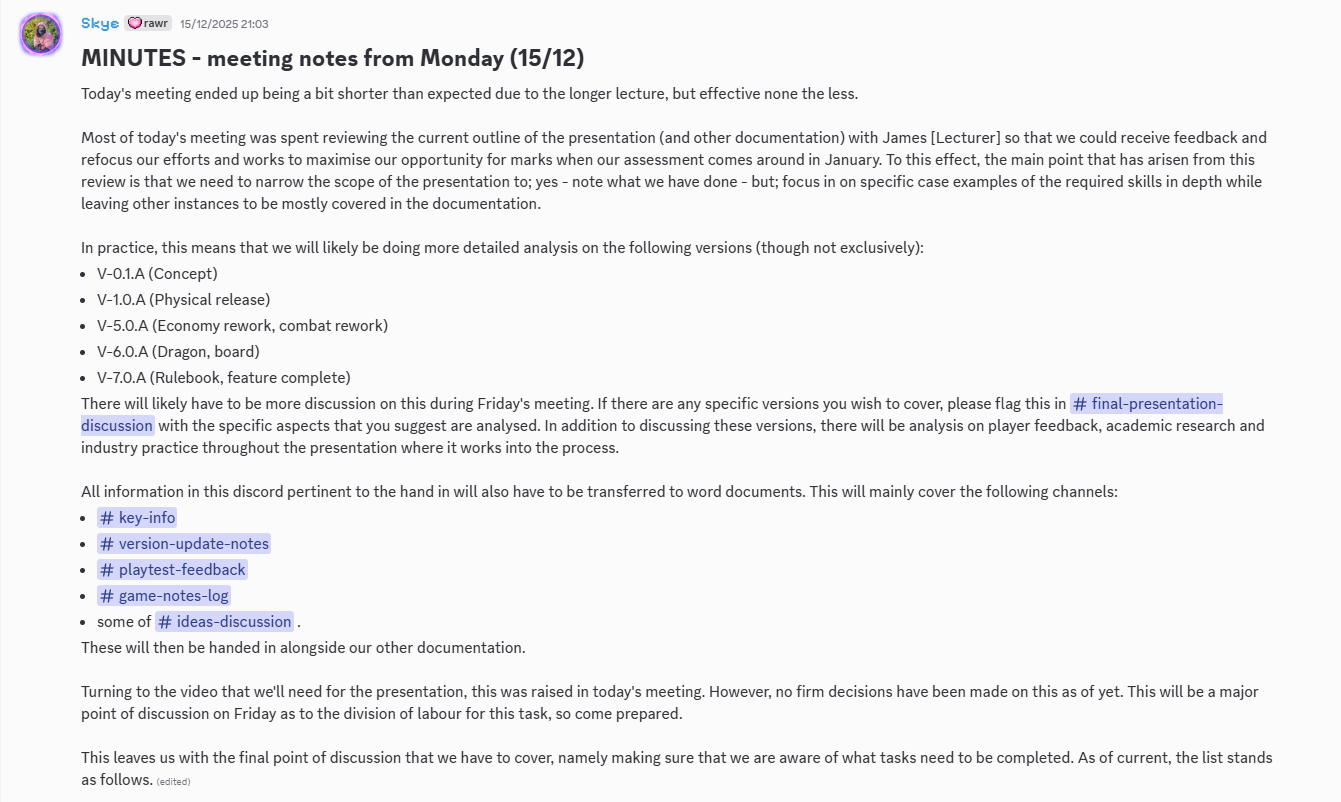 Skye rawr 15/12/2025 21:03
MINUTES - meeting notes from Monday (15/12)
Today's meeting ended up being a bit shorter than expected due to the longer lecture, but effective none the less.
Most of today's meeting was spent reviewing the current outline of the presentation (and other documentation) with James [Lecturer] so that we could receive feedback and
refocus our efforts and works to maximise our opportunity for marks when our assessment comes around in January. To this effect, the main point that has arisen from this
review is that we need to narrow the scope of the presentation to; yes - note what we have done - but; focus in on specific case examples of the required skills in depth while
leaving other instances to be mostly covered in the documentation.
In practice, this means that we will likely be doing more detailed analysis on the following versions (though not exclusively):
• V-0.1.A (Concept)
• V-1.0.A (Physical release)
• V-5.0.A (Economy rework, combat rework)
• V-6.0.A (Dragon, board)
• V-7.0.A (Rulebook, feature complete)
There will likely have to be more discussion on this during Friday's meeting. If there are any specific versions you wish to cover, please flag this in # final-presentation-
discussion with the specific aspects that you suggest are analysed. In addition to discussing these versions, there will be analysis on player feedback, academic research and
industry practice throughout the presentation where it works into the process.
All information in this discord pertinent to the hand in will also have to be transferred to word documents. This will mainly cover the following channels:
• # key-info
• # version-update-notes
• # playtest-feedback
• # game-notes-log
• some of # ideas-discussion .
These will then be handed in alongside our other documentation.
Turning to the video that we'll need for the presentation, this was raised in today's meeting. However, no firm decisions have been made on this as of yet. This will be a major
point of discussion on Friday as to the division of labour for this task, so come prepared.
This leaves us with the final point of discussion that we have to cover, namely making sure that we are aware of what tasks need to be completed. As of current, the list stands
as follows. (edited)